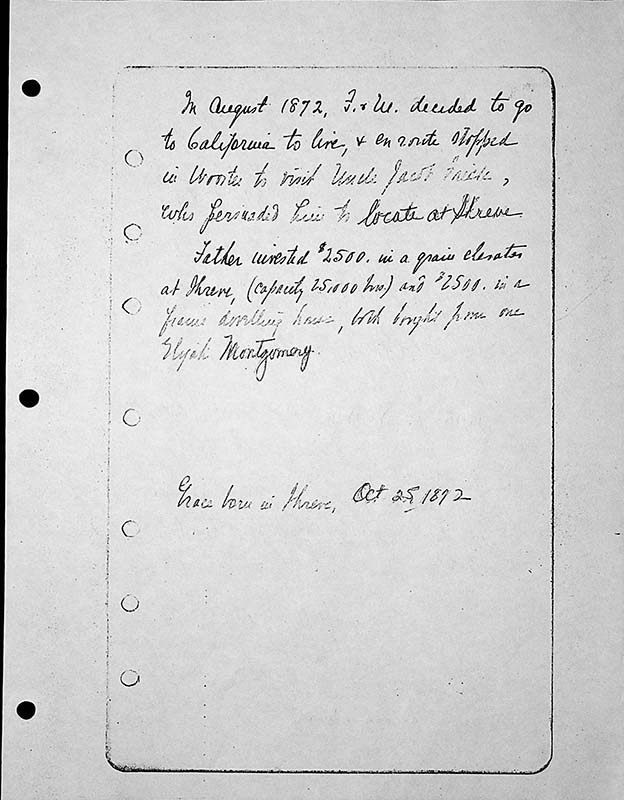 In August 1872, F. & M. decided to go
to California to live, & en route stopped
in Wooster to visit Uncle Jacob
who persuaded him to locate at Shreve
Father invested $2500. in a grain elevator
at Shreve, (capacity 25,000 bus) and $2500. in a
frame dwelling house, both bought from one
Elijah Montgomery.
Grace born in Shreve, Oct 25, 1872